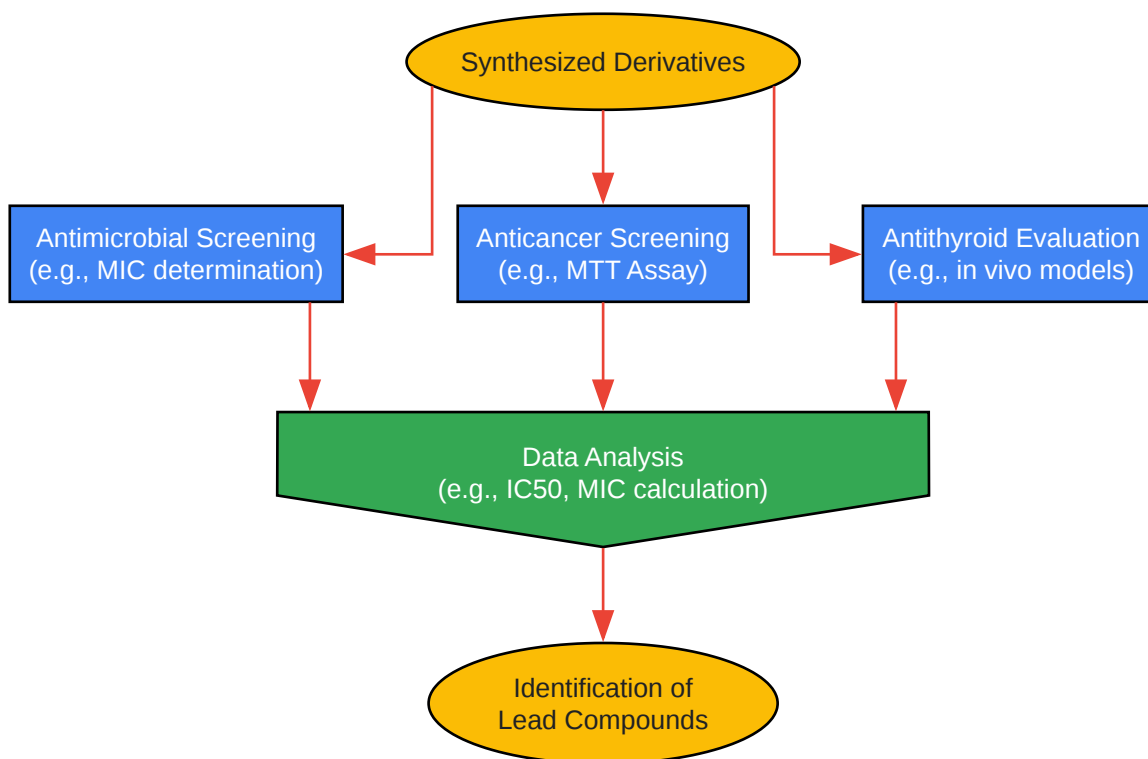 Synthesized Derivatives
Antimicrobial Screening
(e.g., MIC determination)
Anticancer Screening
(e.g., MTT Assay)
Antithyroid Evaluation
(e.g., in vivo models)
Data Analysis
(e.g., IC50, MIC calculation)
Identification of
Lead Compounds